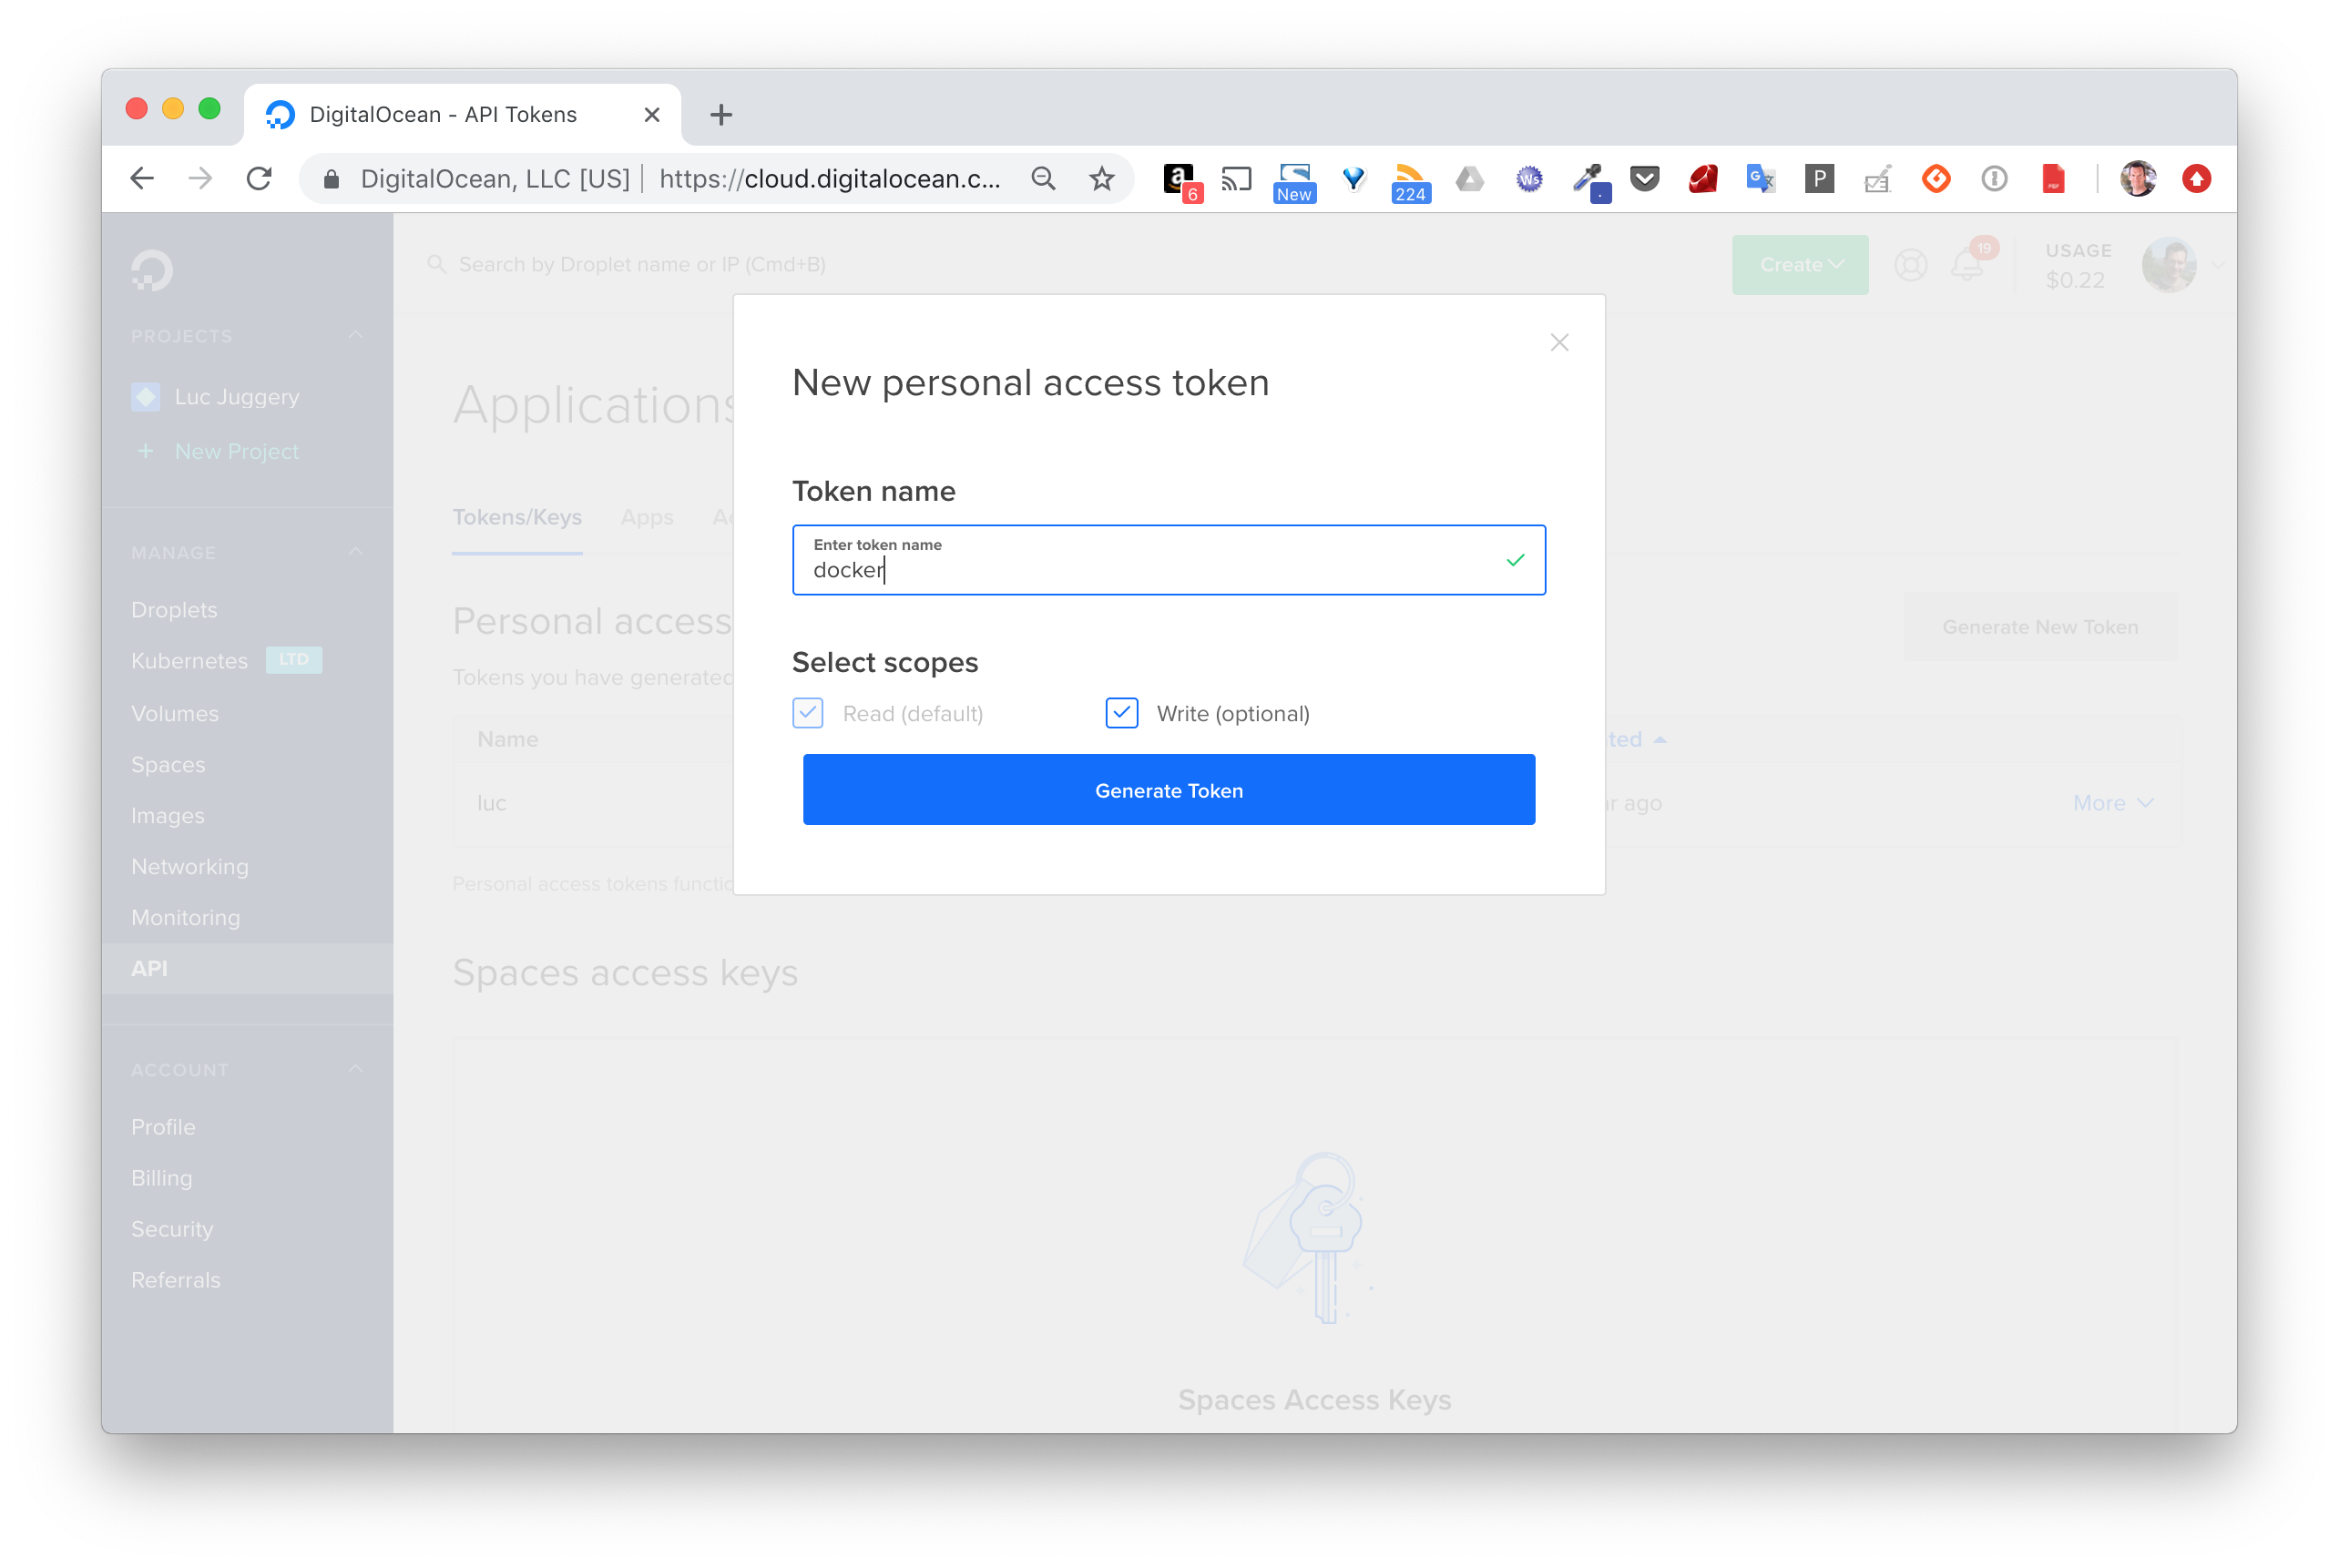 DigitalOcean - API Tokens
DigitalOcean, LLC [US] | https://cloud.digitalocean.c...
a
6
New
224
Ws
G
P
PDF
Search by Droplet name or IP (Cmd+B)
Create
19
USAGE
$0.22
PROJECTS
Luc Juggery
+ New Project
MANAGE
Droplets
Kubernetes LTD
Volumes
Spaces
Images
Networking
Monitoring
API
ACCOUNT
Profile
Billing
Security
Referrals
Applications
Tokens/Keys Apps
Personal access
Generate New Token
Tokens you have generated
Name
ted
luc
r ago
More
Personal access tokens functio
New personal access token
Token name
Enter token name
docker
Select scopes
Read (default)
Write (optional)
Generate Token
Spaces access keys
Spaces Access Keys